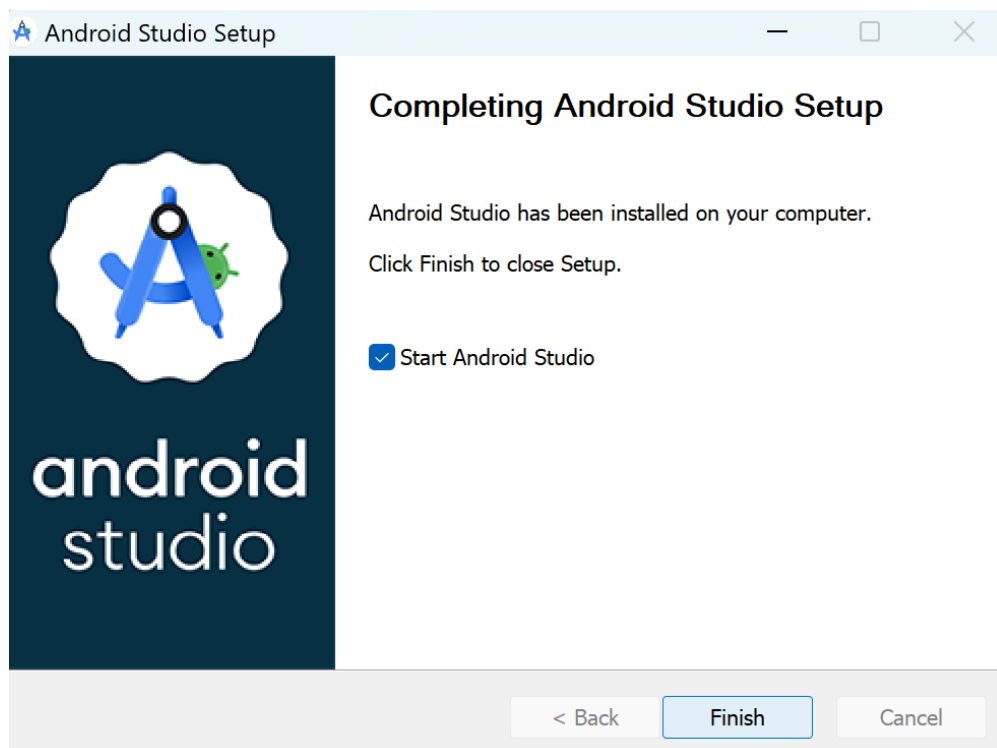 Android Studio Setup
Completing Android Studio Setup
Android Studio has been installed on your computer.
Click Finish to close Setup.
Start Android Studio
android
studio
< Back
Finish
Cancel